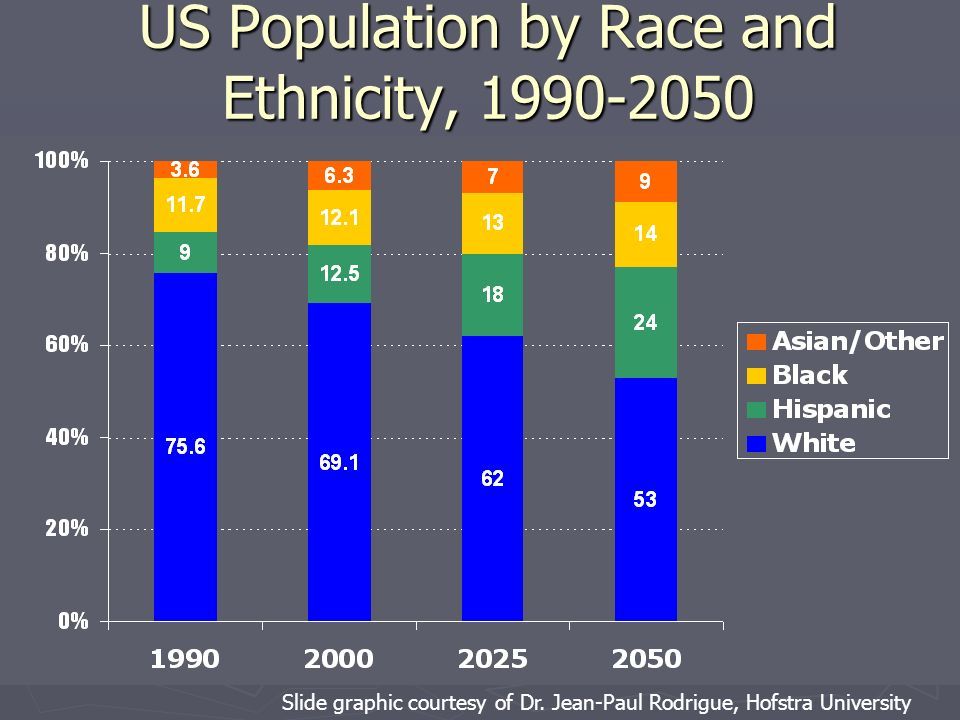 US Population by Race and
Ethnicity, 1990-2050
100%
80%
60%
40%
20%
0%
3.6
11.7
9
75.6
6.3
12.1
12.5
69.1
7
13
18
62
9
14
24
53
1990 2000 2025 2050
Asian/Other
Black
Hispanic
White
Slide graphic courtesy of Dr. Jean-Paul Rodrigue, Hofstra University